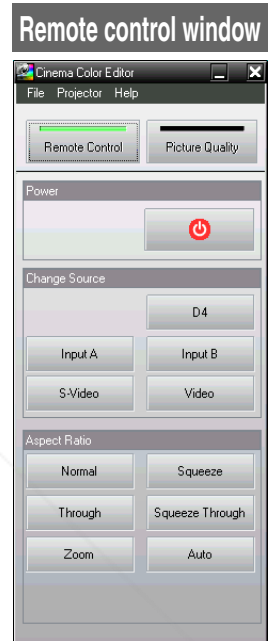 Remote control window
Cinema Color Editor
File Projector Help
Remote Control Picture Quality
Power
Change Source
D4
Input A Input B
S-Video Video
Aspect Ratio
Normal Squeeze
Through Squeeze Through
Zoom Auto